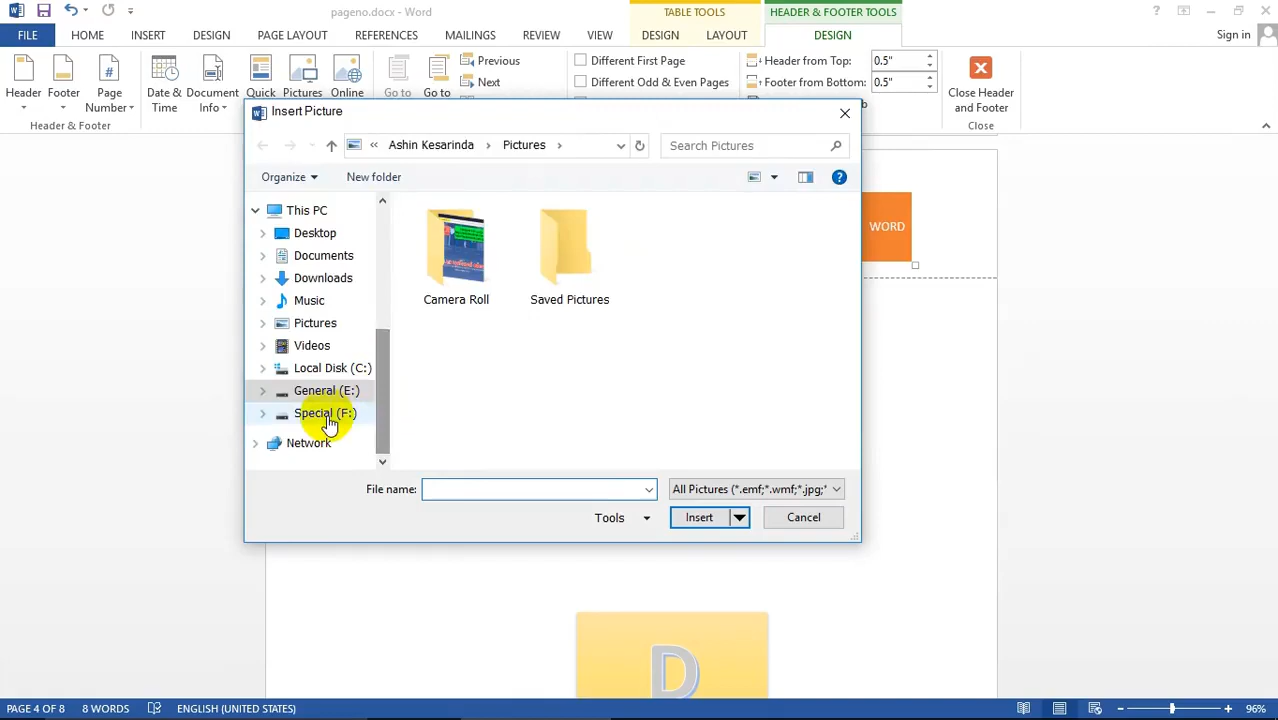 pageno.docx - Word
TABLE TOOLS
HEADER & FOOTER TOOLS
FILE HOME INSERT DESIGN PAGE LAYOUT REFERENCES MAILINGS REVIEW VIEW DESIGN LAYOUT DESIGN Sign in
Header
Footer
Page Number
Header & Footer
Date & Time
Document Info
Quick
Pictures
Online
Go to
Go to
Previous
Next
Different First Page
Different Odd & Even Pages
Header from Top: 0.5"
Footer from Bottom: 0.5"
Close Header and Footer
Close
Insert Picture
« Ashin Kesarinda › Pictures ›
Search Pictures
Organize
New folder
This PC
Desktop
Documents
Downloads
Music
Pictures
Videos
Local Disk (C:)
General (E:)
Special (F:)
Network
Camera Roll
Saved Pictures
File name:
All Pictures (*.emf;*.wmf;*.jpg;*
Tools
Insert
Cancel
WORD
D
PAGE 4 OF 8 8 WORDS ENGLISH (UNITED STATES) 96%